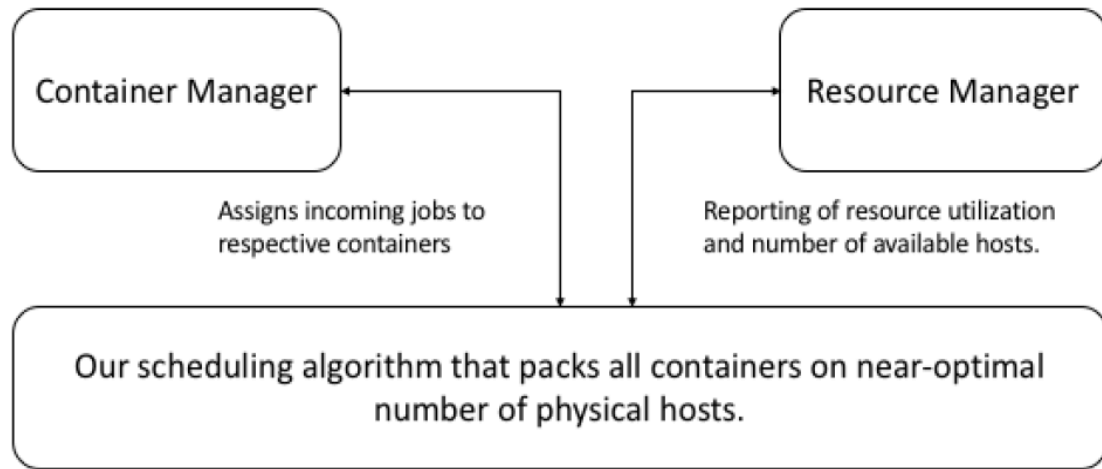 Container Manager
Resource Manager
Assigns incoming jobs to
respective containers
Reporting of resource utilization
and number of available hosts.
Our scheduling algorithm that packs all containers on near-optimal
number of physical hosts.